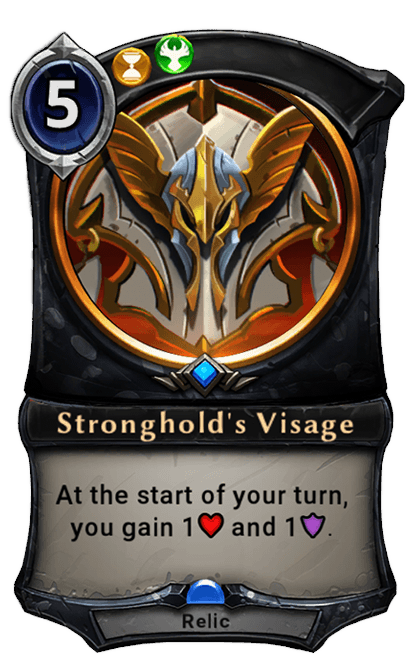 5
Stronghold's Visage
At the start of your turn,
you gain 1 and 1.
Relic